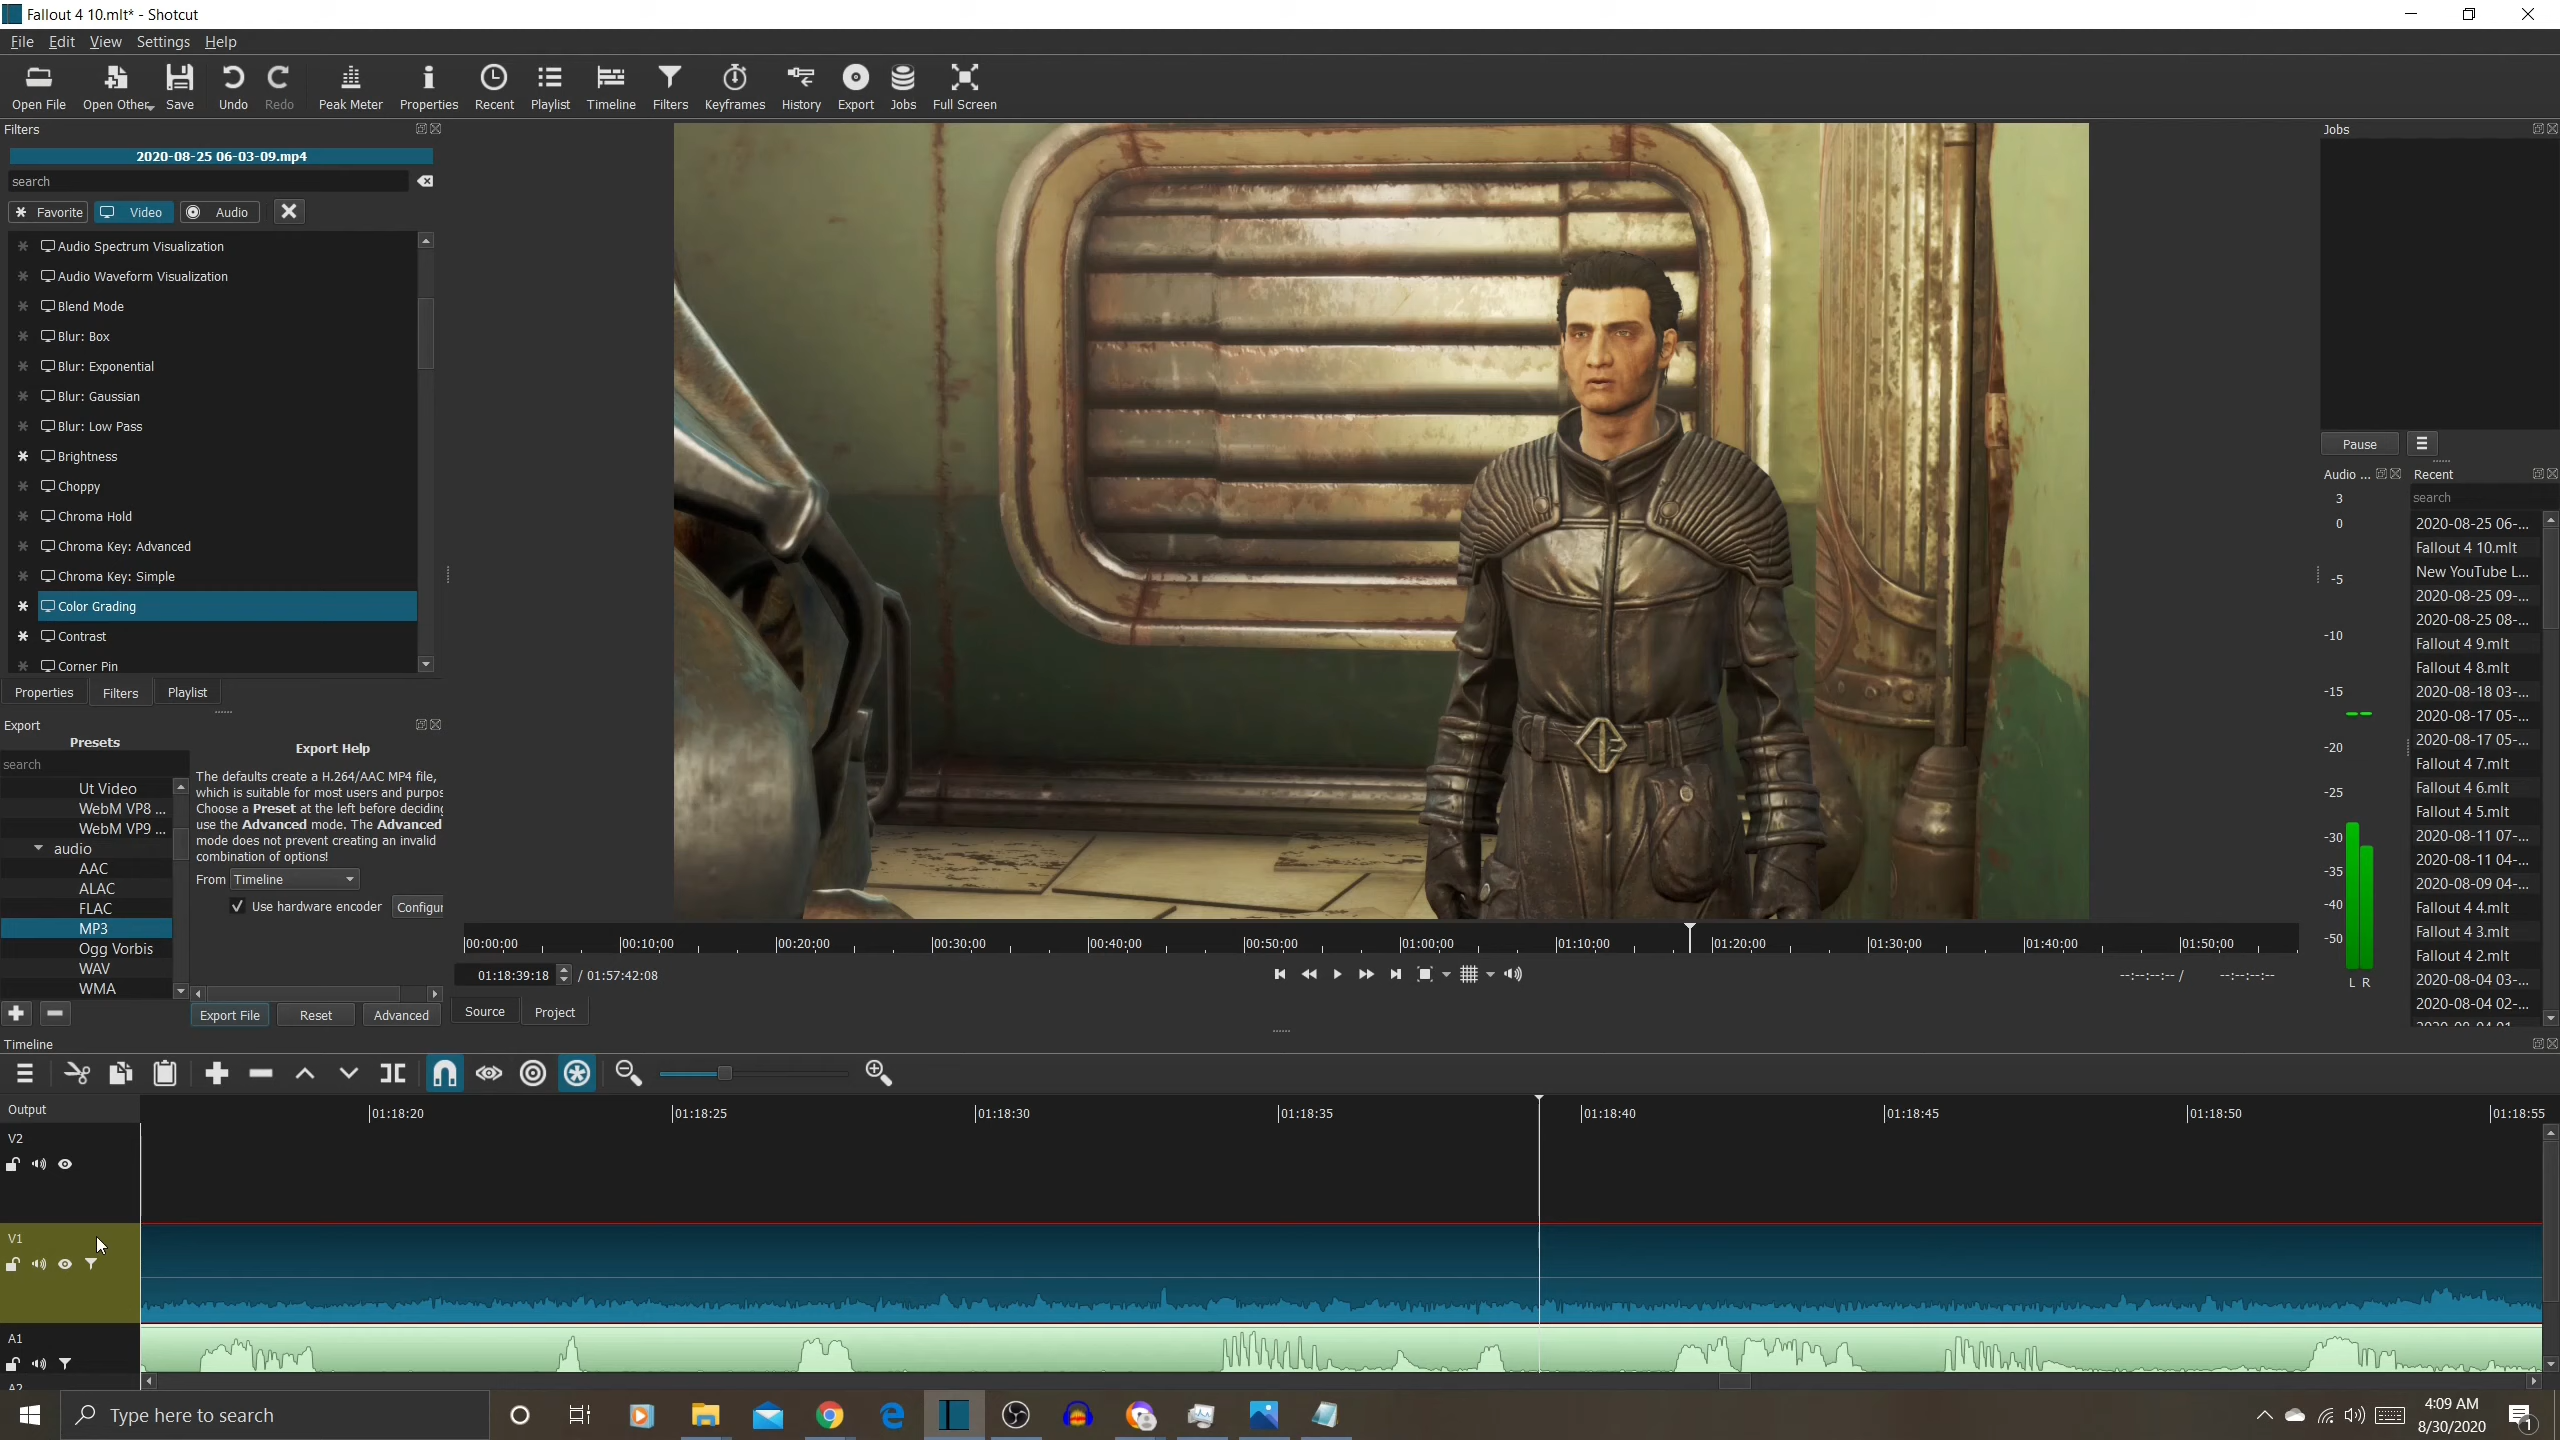 Fallout 4 10.mlt* - Shotcut
File Edit View Settings Help
Open File Open Other Save Undo Redo Peak Meter Properties Recent Playlist Timeline Filters Keyframes History Export Jobs Full Screen
Filters
2020-08-25 06-03-09.mp4
search
Favorite Video Audio
Audio Spectrum Visualization
Audio Waveform Visualization
Blend Mode
Blur: Box
Blur: Exponential
Blur: Gaussian
Blur: Low Pass
Brightness
Choppy
Chroma Hold
Chroma Key: Advanced
Chroma Key: Simple
Color Grading
Contrast
Corner Pin
Properties Filters Playlist
Export
Presets
search
Ut Video
WebM VP8 ...
WebM VP9 ...
audio
AAC
ALAC
FLAC
MP3
Ogg Vorbis
WAV
WMA
Export Help
The defaults create a H.264/AAC MP4 file,
which is suitable for most users and purpos
Choose a Preset at the left before deciding
use the Advanced mode. The Advanced
mode does not prevent creating an invalid
combination of options!
From Timeline
Use hardware encoder Configur
Export File Reset Advanced
00:00:00 00:10:00 00:20:00 00:30:00 00:40:00 00:50:00 01:00:00 01:10:00 01:20:00 01:30:00 01:40:00 01:50:00
01:18:39:18 / 01:57:42:08
--:--:--:-- / --:--:--:--
Source Project
Jobs
Pause
Audio ...
3
0
-5
-10
-15
-20
-25
-30
-35
-40
-50
L R
Recent
search
2020-08-25 06-...
Fallout 4 10.mlt
New YouTube L...
2020-08-25 09-...
2020-08-25 08-...
Fallout 4 9.mlt
Fallout 4 8.mlt
2020-08-18 03-...
2020-08-17 05-...
2020-08-17 05-...
Fallout 4 7.mlt
Fallout 4 6.mlt
Fallout 4 5.mlt
2020-08-11 07-...
2020-08-11 04-...
2020-08-09 04-...
Fallout 4 4.mlt
Fallout 4 3.mlt
Fallout 4 2.mlt
2020-08-04 03-...
2020-08-04 02-...
Timeline
Output
01:18:20 01:18:25 01:18:30 01:18:35 01:18:40 01:18:45 01:18:50 01:18:55
V2
V1
A1
A2
Type here to search
4:09 AM
8/30/2020
1